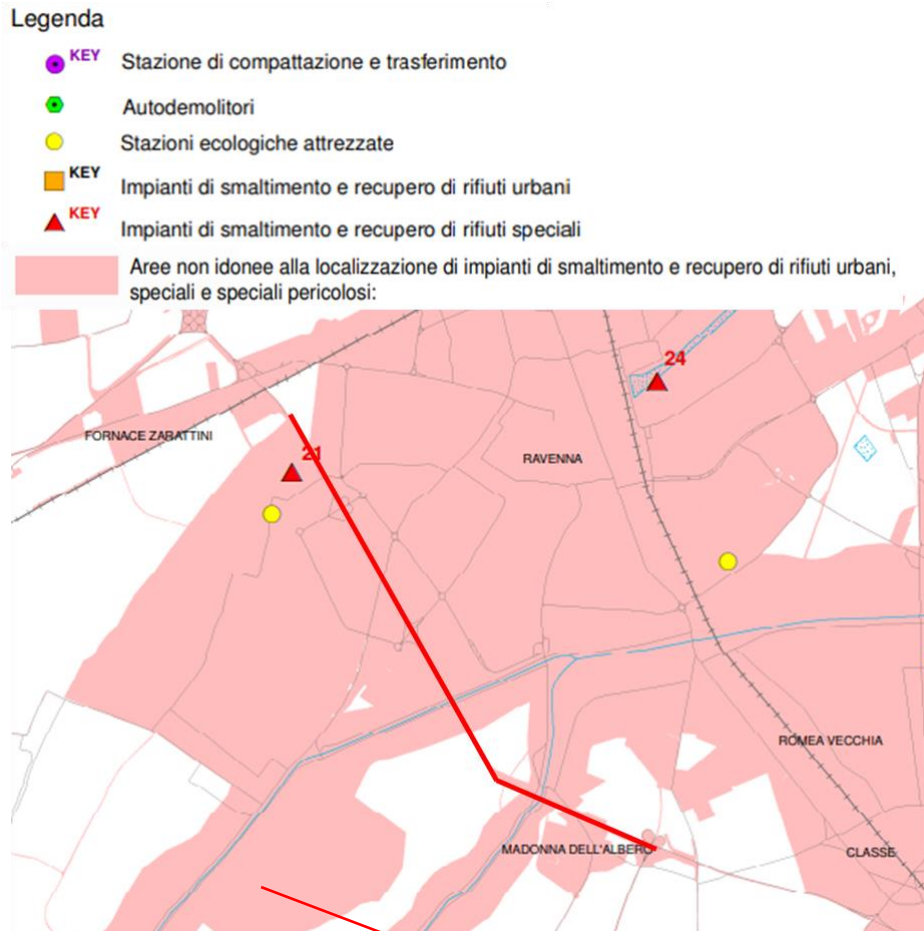 Legenda
KEY Stazione di compattazione e trasferimento
Autodemolitori
Stazioni ecologiche attrezzate
KEY Impianti di smaltimento e recupero di rifiuti urbani
KEY Impianti di smaltimento e recupero di rifiuti speciali
Aree non idonee alla localizzazione di impianti di smaltimento e recupero di rifiuti urbani,
speciali e speciali pericolosi:
24
FORNACE ZARATTINI
21
RAVENNA
ROMEA VECCHIA
MADONNA DELL'ALBERO
CLASSE